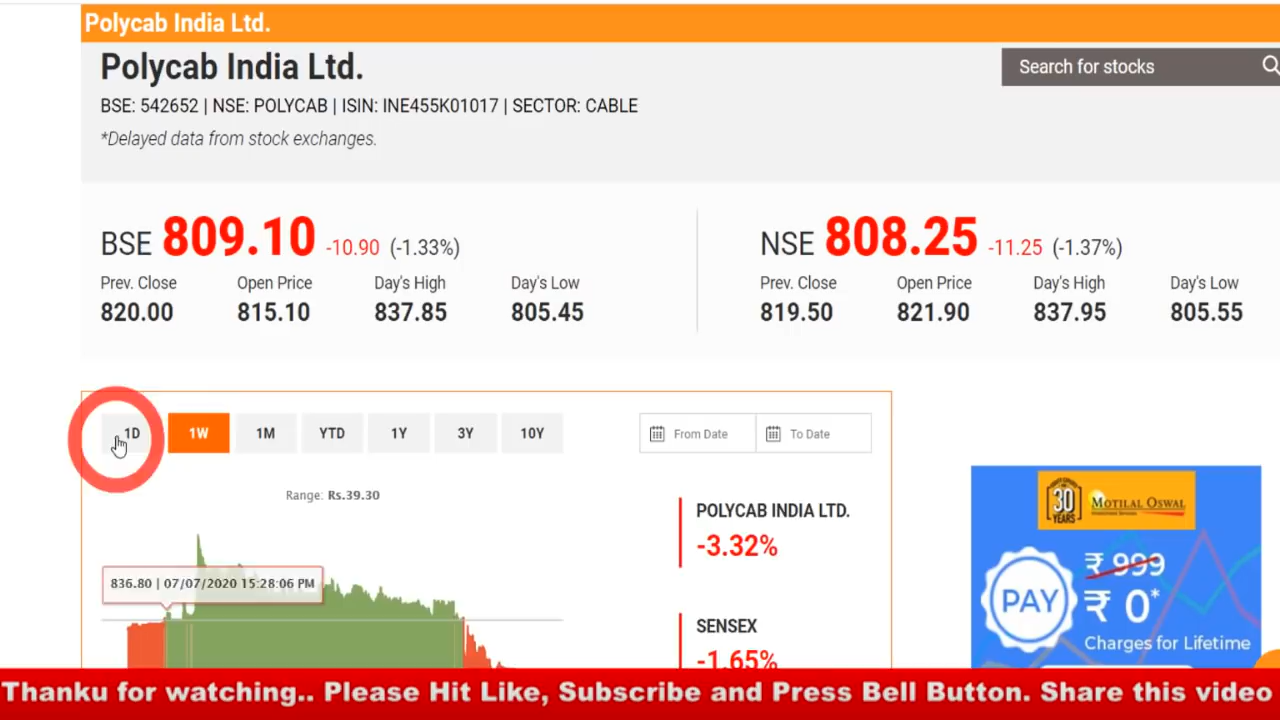 Polycab India Ltd.
Polycab India Ltd.
Search for stocks
BSE: 542652 | NSE: POLYCAB | ISIN: INE455K01017 | SECTOR: CABLE
*Delayed data from stock exchanges.
BSE 809.10 -10.90 (-1.33%)
Prev. Close Open Price Day's High Day's Low
820.00 815.10 837.85 805.45
NSE 808.25 -11.25 (-1.37%)
Prev. Close Open Price Day's High Day's Low
819.50 821.90 837.95 805.55
1D 1W 1M YTD 1Y 3Y 10Y
From Date To Date
Range: Rs.39.30
836.80 | 07/07/2020 15:28:06 PM
POLYCAB INDIA LTD.
-3.32%
SENSEX
-1.65%
30
YEARS
MOTILAL OSWAL
PAY
₹ 999
₹ 0*
Charges for Lifetime
Thanku for watching.. Please Hit Like, Subscribe and Press Bell Button. Share this video